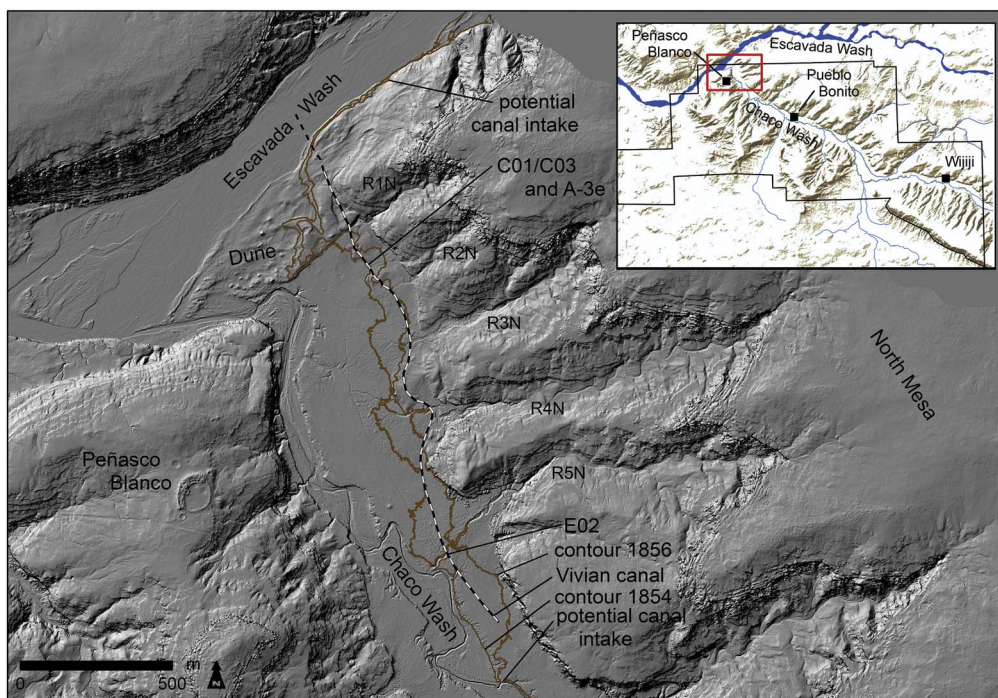 Escavada Wash
potential
canal intake
C01/C03
and A-3e
R1N
R2N
Dune
R3N
R4N
North Mesa
Peñasco
Blanco
R5N
E02
contour 1856
Vivian canal
contour 1854
potential canal
intake
Chaco Wash
0 500 m
N
Peñasco
Blanco
Escavada Wash
Pueblo
Bonito
Chaco Wash
Wijiji